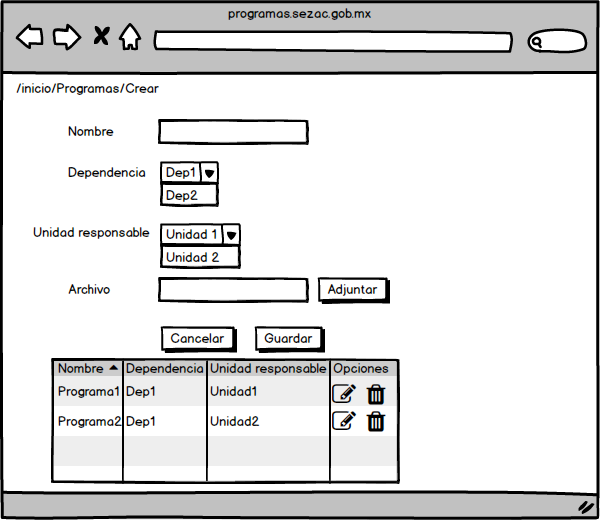 programas.sezac.gob.mx
/inicio/Programas/Crear
Nombre
Dependencia Dep1
Dep2
Unidad responsable Unidad 1
Unidad 2
Archivo Adjuntar
Cancelar Guardar
Nombre Dependencia Unidad responsable Opciones
Programa1 Dep1 Unidad1
Programa2 Dep1 Unidad2